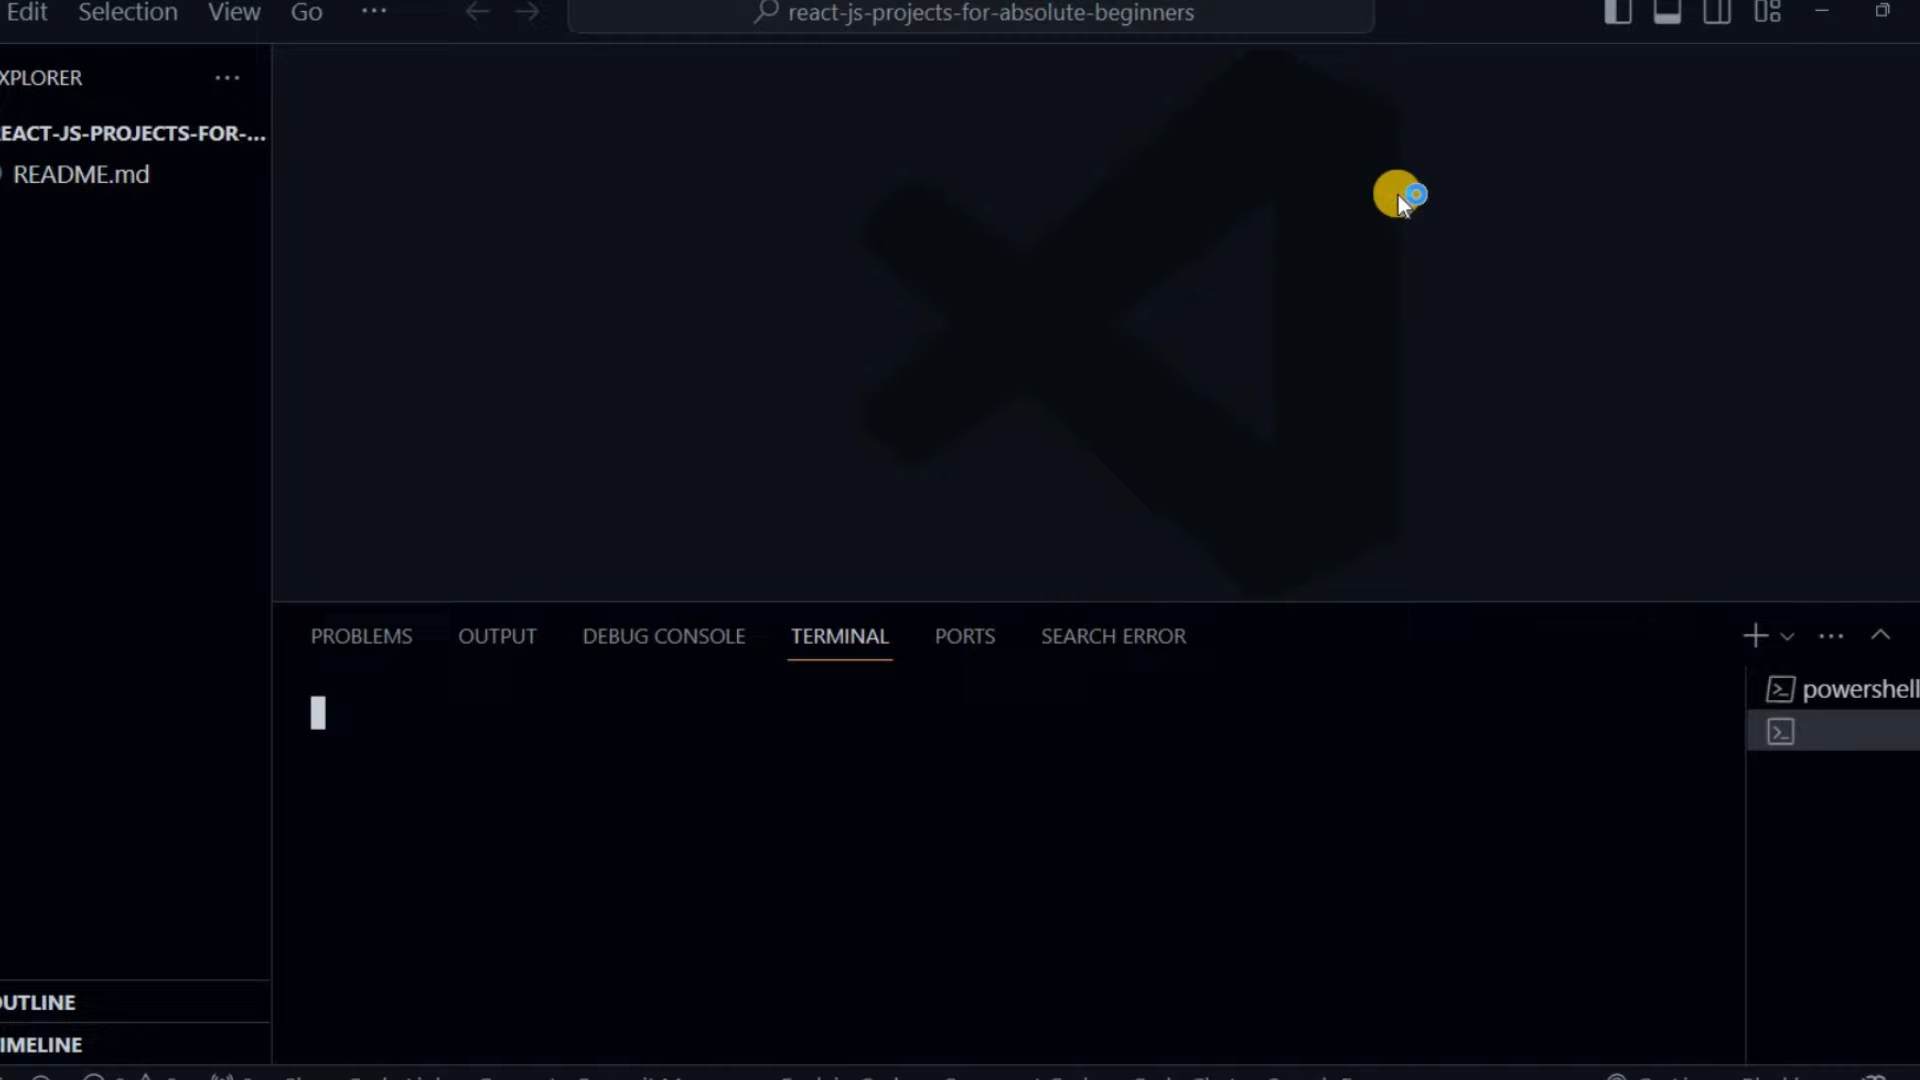 Edit Selection View Go ... react-js-projects-for-absolute-beginners
XPLORER ...
EACT-JS-PROJECTS-FOR-...
README.md
PROBLEMS OUTPUT DEBUG CONSOLE TERMINAL PORTS SEARCH ERROR
powershell
OUTLINE
IMELINE